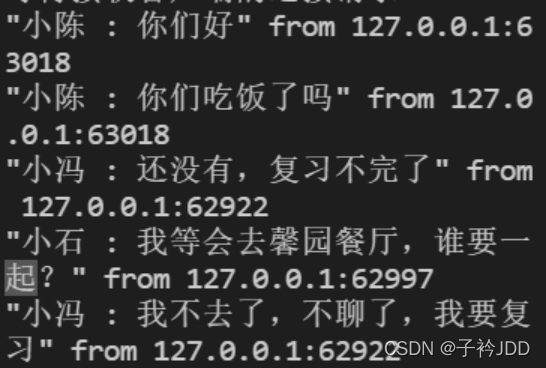 "小陈 : 你们好" from 127.0.0.1:6
3018
"小陈 : 你们吃饭了吗" from 127.0
.0.1:63018
"小冯 : 还没有，复习不完了" from
127.0.0.1:62922
"小石 : 我等会去馨园餐厅，谁要一
起？" from 127.0.0.1:62997
"小冯 : 我不去了，不聊了，我要复
习" from 127.0.0.1:62922
CSDN @子衿JDD